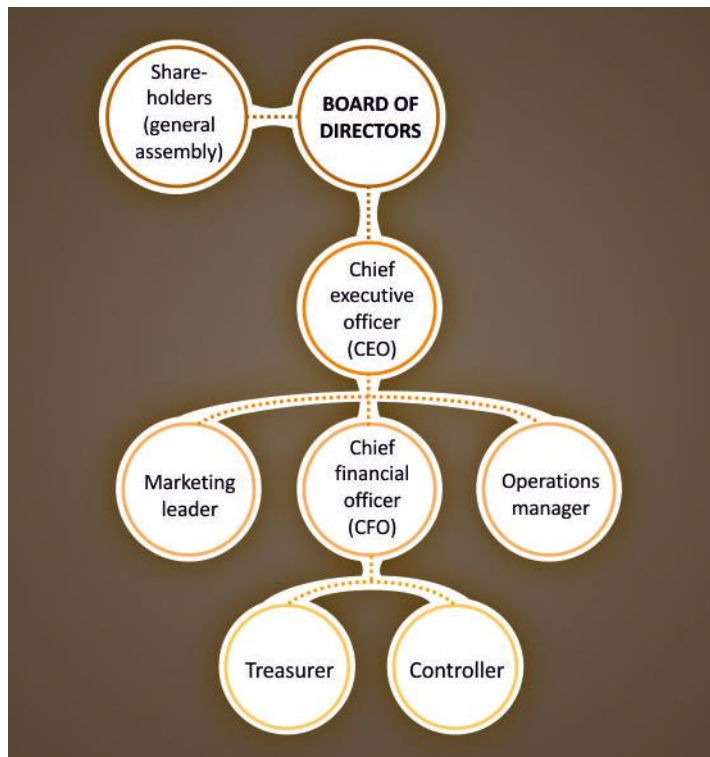 Share-
holders
(general
assembly)
BOARD OF
DIRECTORS
Chief
executive
officer
(CEO)
Marketing
leader
Chief
financial
officer
(CFO)
Operations
manager
Treasurer
Controller